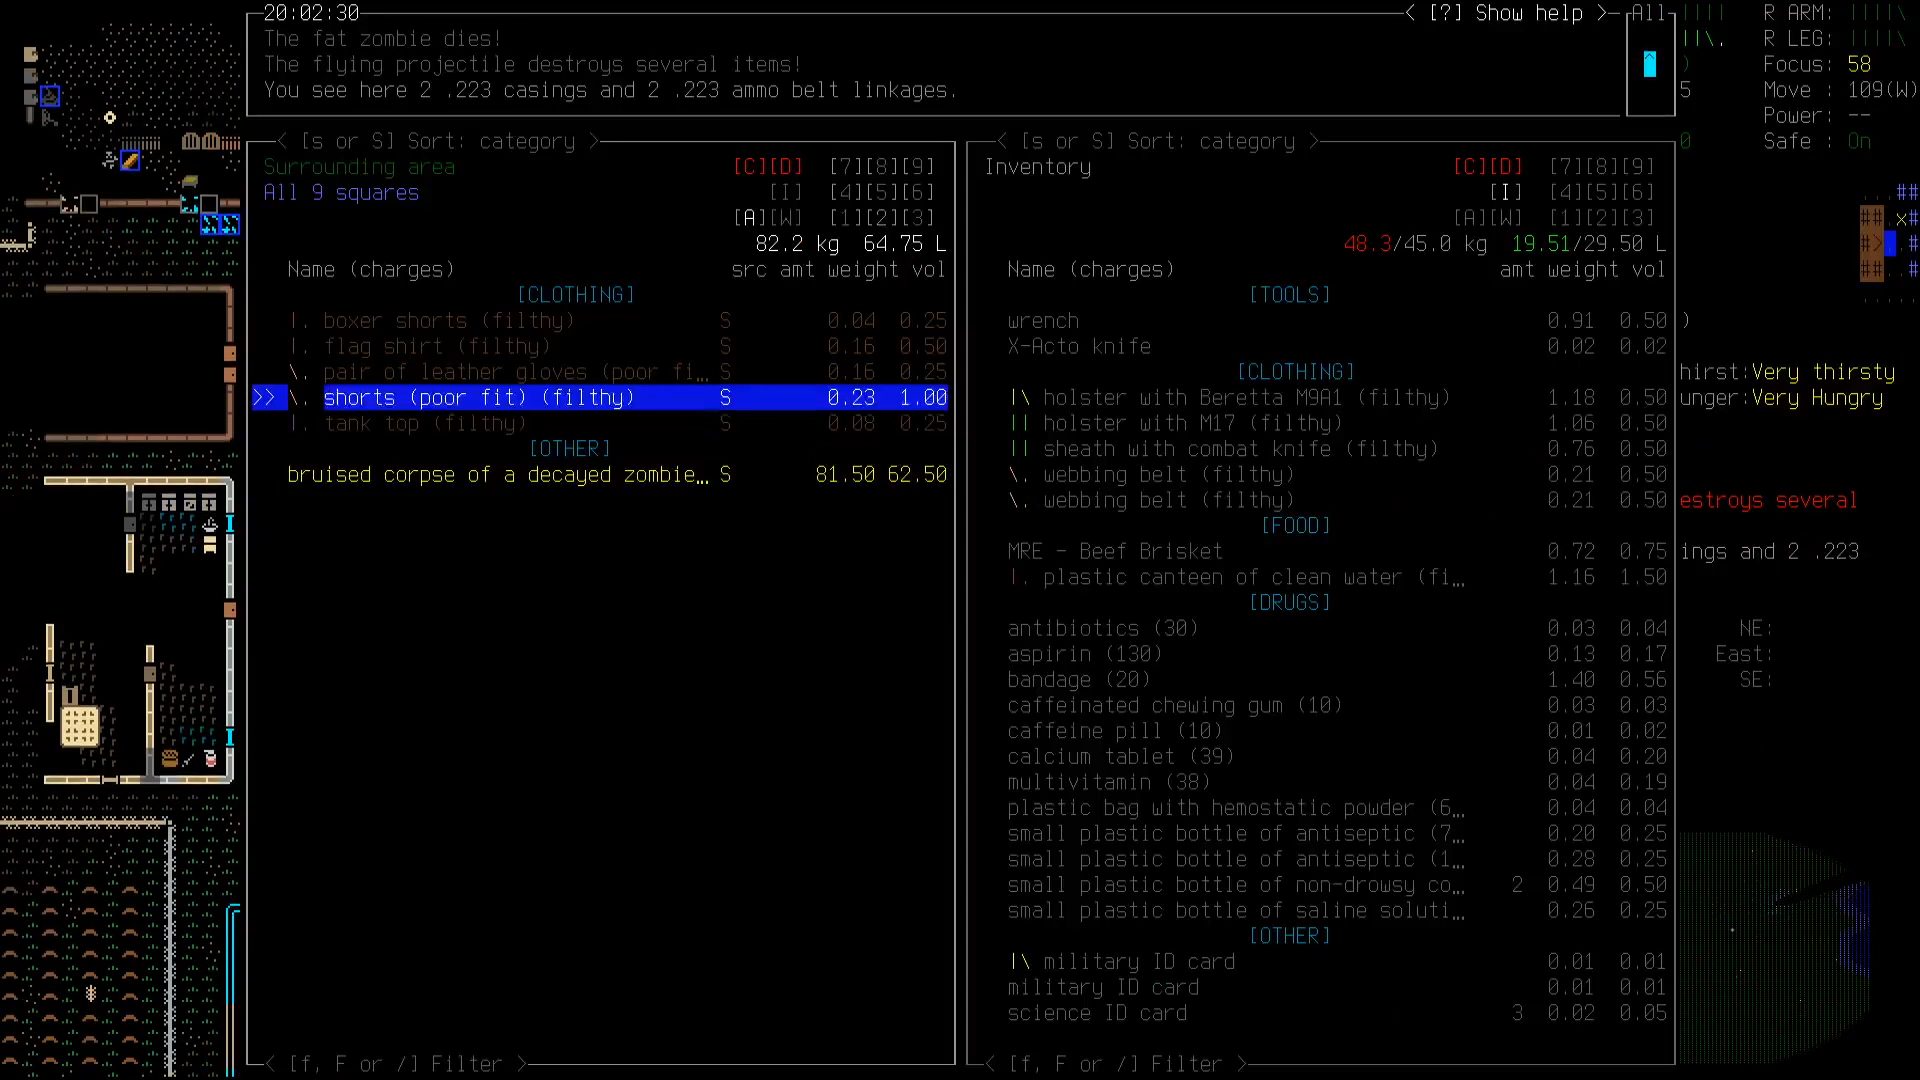 20:02:30 < [?] Show help > All
The fat zombie dies!
The flying projectile destroys several items!
You see here 2 .223 casings and 2 .223 ammo belt linkages.
R ARM:
R LEG:
Focus: 58
5 Move : 109(W)
Power: --
0 Safe : On
< [s or S] Sort: category >
Surrounding area [C][D] [7][8][9]
All 9 squares [I] [4][5][6]
[A][W] [1][2][3]
82.2 kg 64.75 L
Name (charges) src amt weight vol
[CLOTHING]
|. boxer shorts (filthy) S 0.04 0.25
|. flag shirt (filthy) S 0.16 0.50
\. pair of leather gloves (poor fi… S 0.16 0.25
>> \. shorts (poor fit) (filthy) S 0.23 1.00
|. tank top (filthy) S 0.08 0.25
[OTHER]
bruised corpse of a decayed zombie… S 81.50 62.50
< [f, F or /] Filter >
< [s or S] Sort: category >
Inventory [C][D] [7][8][9]
[I] [4][5][6]
[A][W] [1][2][3]
48.3/45.0 kg 19.51/29.50 L
Name (charges) amt weight vol
[TOOLS]
wrench 0.91 0.50
X-Acto knife 0.02 0.02
[CLOTHING]
|\ holster with Beretta M9A1 (filthy) 1.18 0.50
|| holster with M17 (filthy) 1.06 0.50
|| sheath with combat knife (filthy) 0.76 0.50
\. webbing belt (filthy) 0.21 0.50
\. webbing belt (filthy) 0.21 0.50
[FOOD]
MRE - Beef Brisket 0.72 0.75
|. plastic canteen of clean water (fi… 1.16 1.50
[DRUGS]
antibiotics (30) 0.03 0.04
aspirin (130) 0.13 0.17
bandage (20) 1.40 0.56
caffeinated chewing gum (10) 0.03 0.03
caffeine pill (10) 0.01 0.02
calcium tablet (39) 0.04 0.20
multivitamin (38) 0.04 0.19
plastic bag with hemostatic powder (6… 0.04 0.04
small plastic bottle of antiseptic (7… 0.20 0.25
small plastic bottle of antiseptic (1… 0.28 0.25
small plastic bottle of non-drowsy co… 2 0.49 0.50
small plastic bottle of saline soluti… 0.26 0.25
[OTHER]
|\ military ID card 0.01 0.01
military ID card 0.01 0.01
science ID card 3 0.02 0.05
< [f, F or /] Filter >
hirst:Very thirsty
unger:Very Hungry
estroys several
ings and 2 .223
NE:
East:
SE: